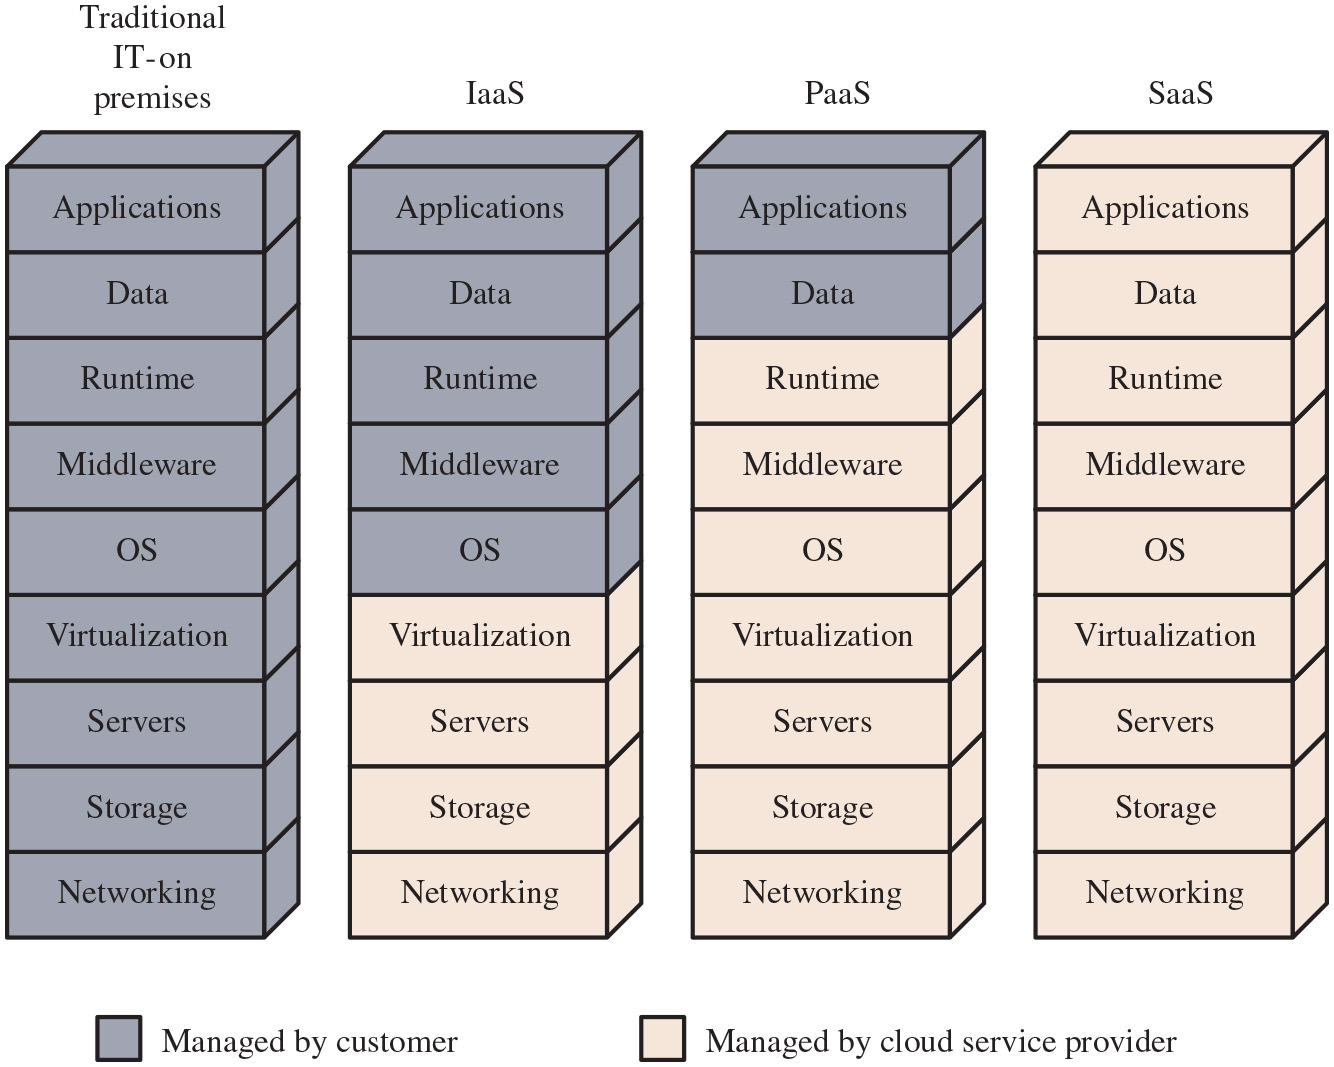 Traditional
IT-on
premises
IaaS
PaaS
SaaS
Applications
Data
Runtime
Middleware
OS
Virtualization
Servers
Storage
Networking
Applications
Data
Runtime
Middleware
OS
Virtualization
Servers
Storage
Networking
Applications
Data
Runtime
Middleware
OS
Virtualization
Servers
Storage
Networking
Applications
Data
Runtime
Middleware
OS
Virtualization
Servers
Storage
Networking
Managed by customer
Managed by cloud service provider